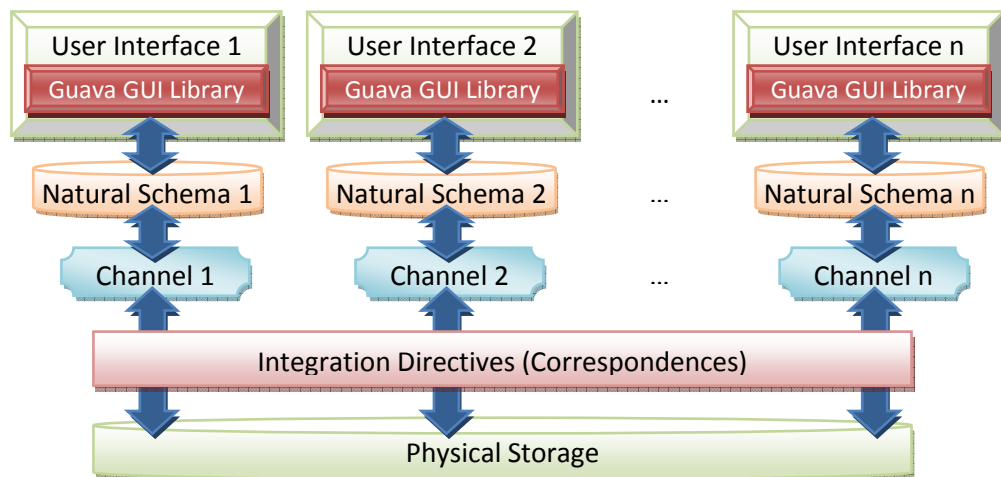 User Interface 1 User Interface 2 User Interface n
Guava GUI Library Guava GUI Library ... Guava GUI Library
Natural Schema 1 Natural Schema 2 ... Natural Schema n
Channel 1 Channel 2 ... Channel n
Integration Directives (Correspondences)
Physical Storage